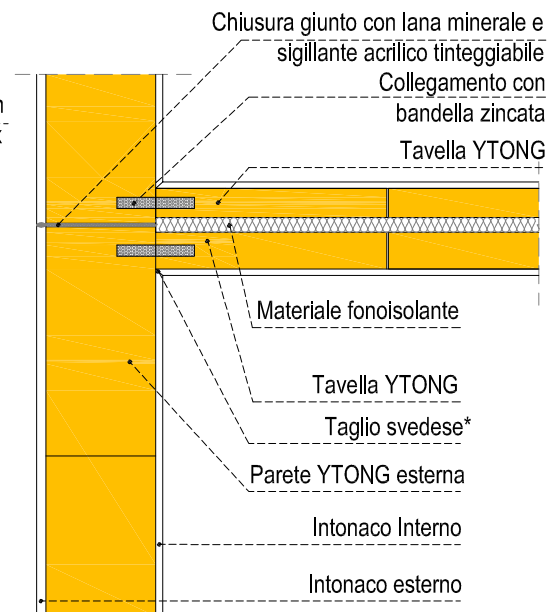 Chiusura giunto con lana minerale e
sigillante acrilico tinteggiabile
Collegamento con
bandella zincata
Tavella YTONG
Materiale fonoisolante
Tavella YTONG
Taglio svedese*
Parete YTONG esterna
Intonaco Interno
Intonaco esterno